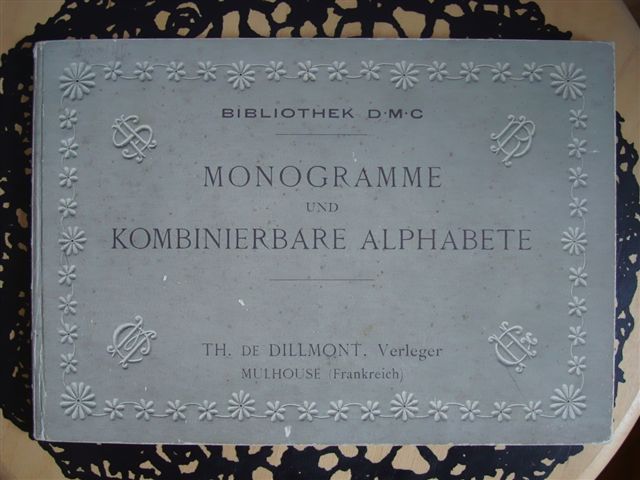 BIBLIOTHEK D·M·C
MONOGRAMME
UND
KOMBINIERBARE ALPHABETE
TH. DE DILLMONT, Verleger
MULHOUSE (Frankreich)